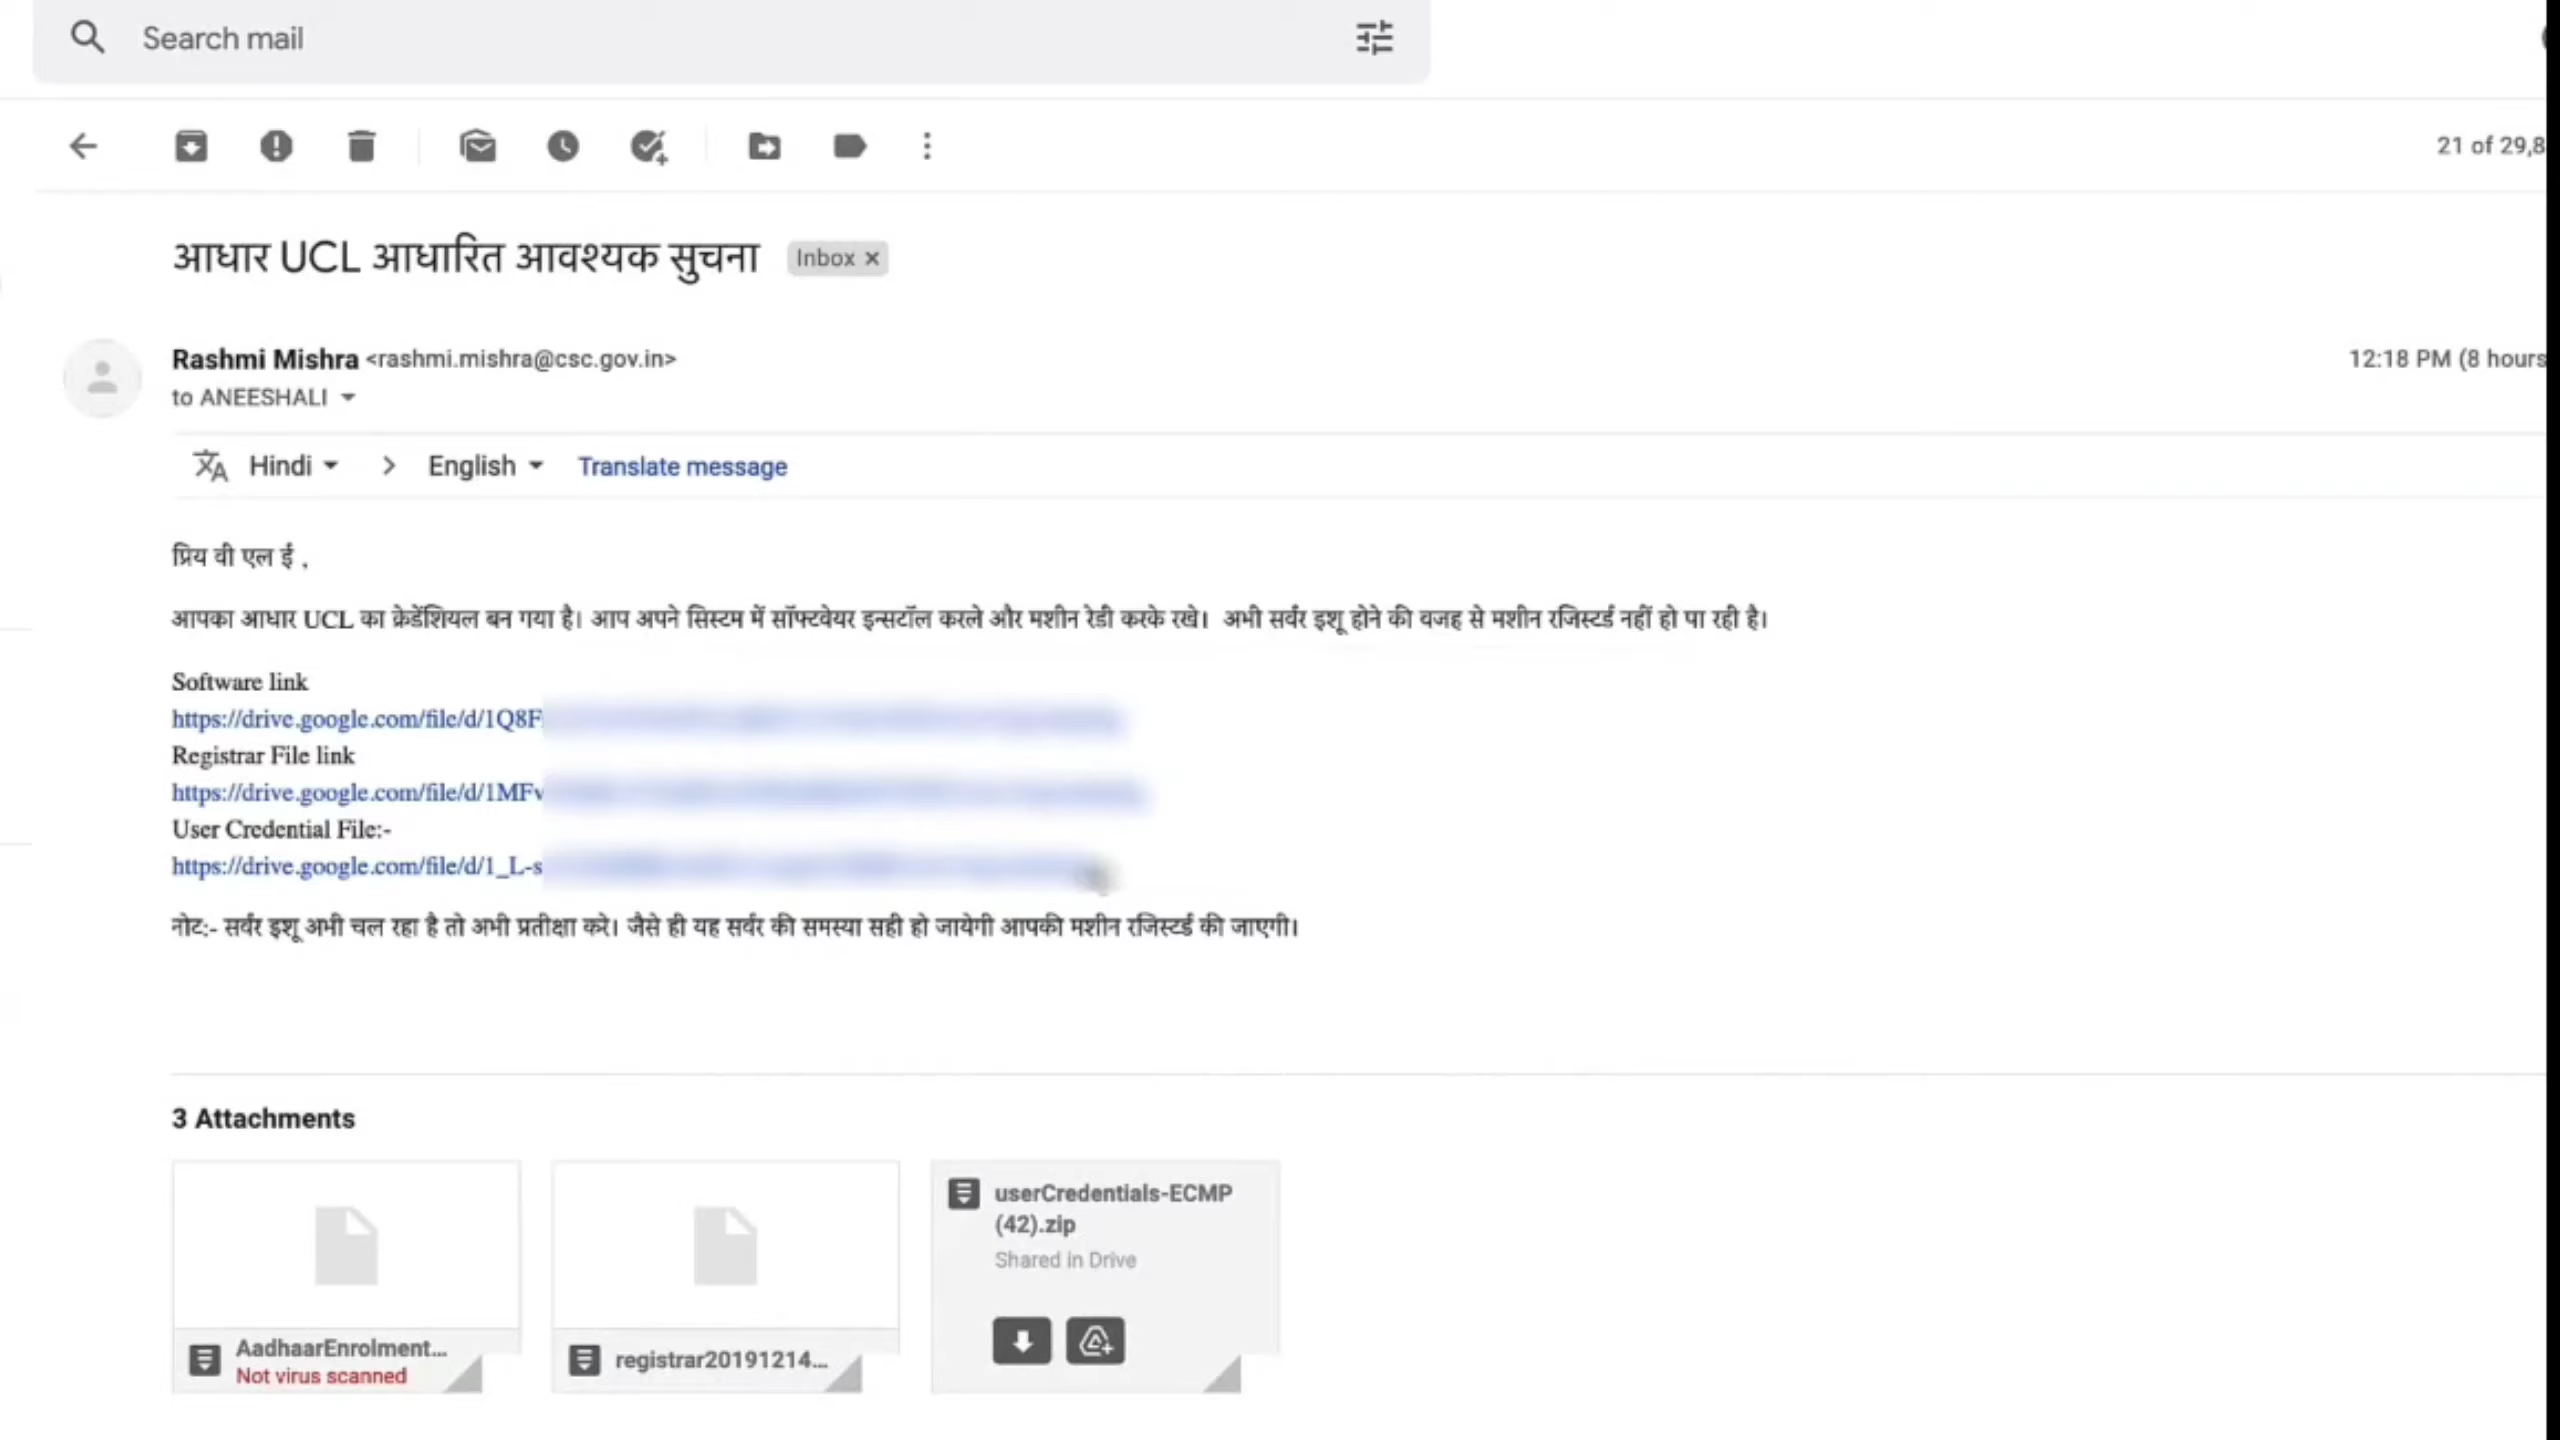 Search mail
21 of 29,8
आधार UCL आधारित आवश्यक सुचना Inbox ×
Rashmi Mishra <rashmi.mishra@csc.gov.in> 12:18 PM (8 hours
to ANEESHALI
Hindi > English Translate message
प्रिय वी एल ई ,
आपका आधार UCL का क्रेडेंशियल बन गया है। आप अपने सिस्टम में सॉफ्टवेयर इन्सटॉल करले और मशीन रेडी करके रखे। अभी सर्वर इशू होने की वजह से मशीन रजिस्टर्ड नहीं हो पा रही है।
Software link
https://drive.google.com/file/d/1Q8F
Registrar File link
https://drive.google.com/file/d/1MFv
User Credential File:-
https://drive.google.com/file/d/1_L-s
नोट:- सर्वर इशू अभी चल रहा है तो अभी प्रतीक्षा करे। जैसे ही यह सर्वर की समस्या सही हो जायेगी आपकी मशीन रजिस्टर्ड की जाएगी।
3 Attachments
AadhaarEnrolment...
Not virus scanned
registrar20191214...
userCredentials-ECMP
(42).zip
Shared in Drive